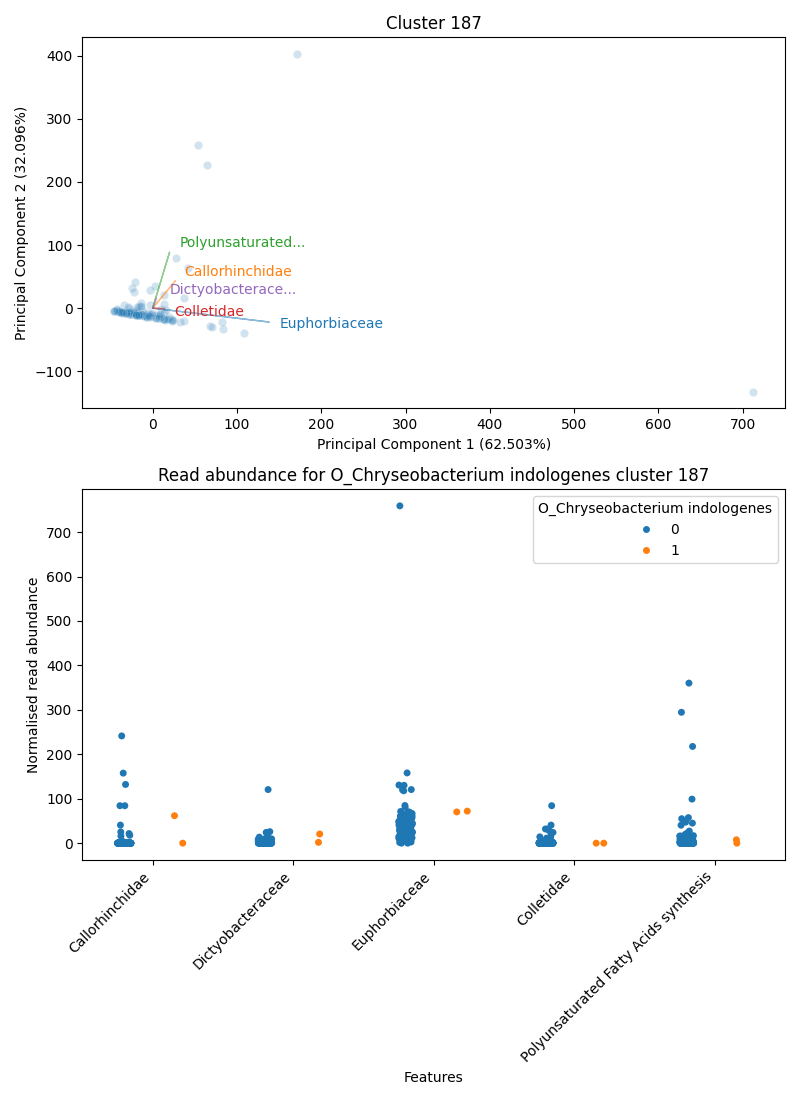 Cluster 187
400
300
200
100
0
−100
Principal Component 2 (32.096%)
Polyunsaturated...
Callorhinchidae
Dictyobacterace...
Colletidae
Euphorbiaceae
0 100 200 300 400 500 600 700
Principal Component 1 (62.503%)
Read abundance for O_Chryseobacterium indologenes cluster 187
O_Chryseobacterium indologenes
0
1
700
600
500
400
300
200
100
0
Normalised read abundance
Callorhinchidae
Dictyobacteraceae
Euphorbiaceae
Colletidae
Polyunsaturated Fatty Acids synthesis
Features